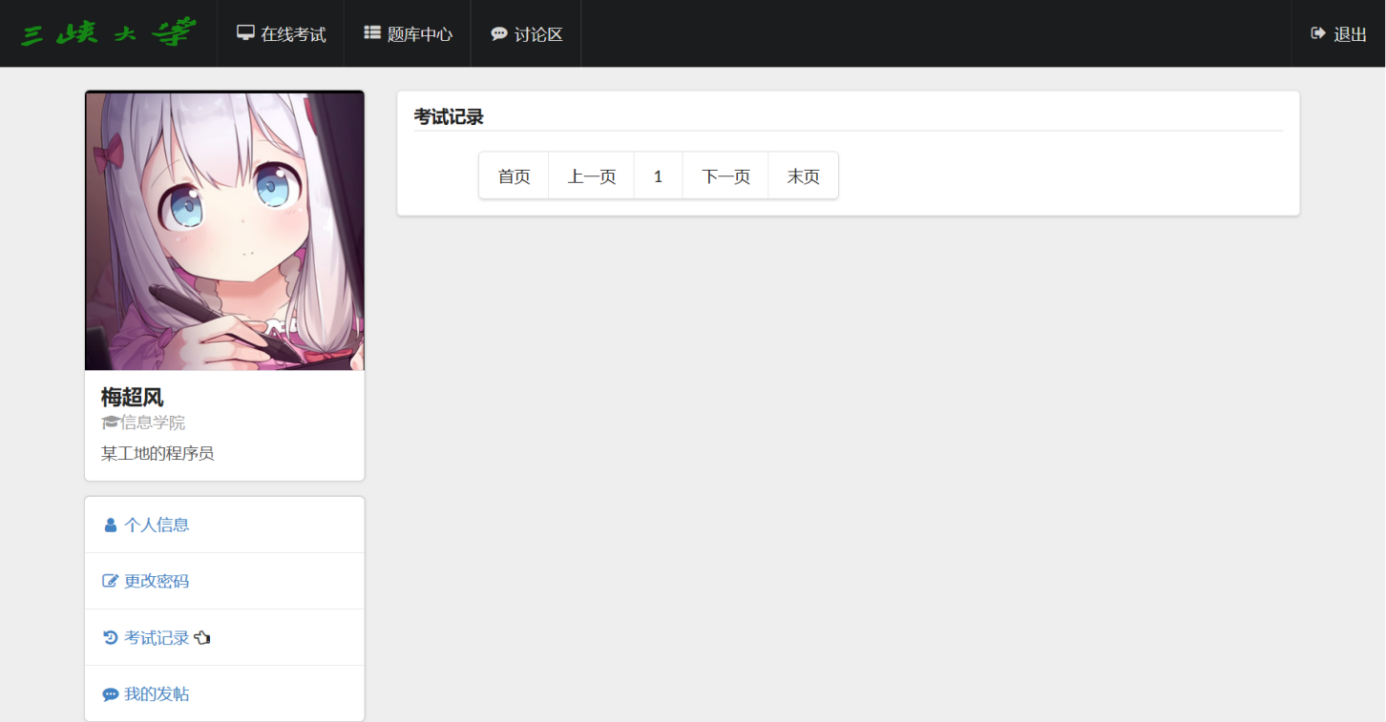 三峡大学 在线考试 题库中心 讨论区 退出
考试记录
首页 上一页 1 下一页 末页
梅超风
信息学院
某工地的程序员
个人信息
更改密码
考试记录
我的发帖